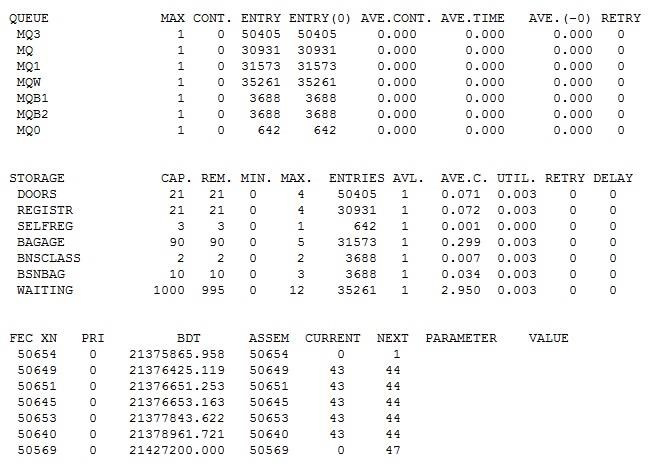 QUEUE MAX CONT. ENTRY ENTRY(0) AVE.CONT. AVE.TIME AVE.(-0) RETRY
MQ3 1 0 50405 50405 0.000 0.000 0.000 0
MQ 1 0 30931 30931 0.000 0.000 0.000 0
MQ1 1 0 31573 31573 0.000 0.000 0.000 0
MQW 1 0 35261 35261 0.000 0.000 0.000 0
MQB1 1 0 3688 3688 0.000 0.000 0.000 0
MQB2 1 0 3688 3688 0.000 0.000 0.000 0
MQ0 1 0 642 642 0.000 0.000 0.000 0
STORAGE CAP. REM. MIN. MAX. ENTRIES AVL. AVE.C. UTIL. RETRY DELAY
DOORS 21 21 0 4 50405 1 0.071 0.003 0 0
REGISTR 21 21 0 4 30931 1 0.072 0.003 0 0
SELFREG 3 3 0 1 642 1 0.001 0.000 0 0
BAGAGE 90 90 0 5 31573 1 0.299 0.003 0 0
BNSCLASS 2 2 0 2 3688 1 0.007 0.003 0 0
BSNBAG 10 10 0 3 3688 1 0.034 0.003 0 0
WAITING 1000 995 0 12 35261 1 2.950 0.003 0 0
FEC XN PRI BDT ASSEM CURRENT NEXT PARAMETER VALUE
50654 0 21375865.958 50654 0 1
50649 0 21376425.119 50649 43 44
50651 0 21376651.253 50651 43 44
50645 0 21376653.163 50645 43 44
50653 0 21377843.622 50653 43 44
50640 0 21378961.721 50640 43 44
50569 0 21427200.000 50569 0 47